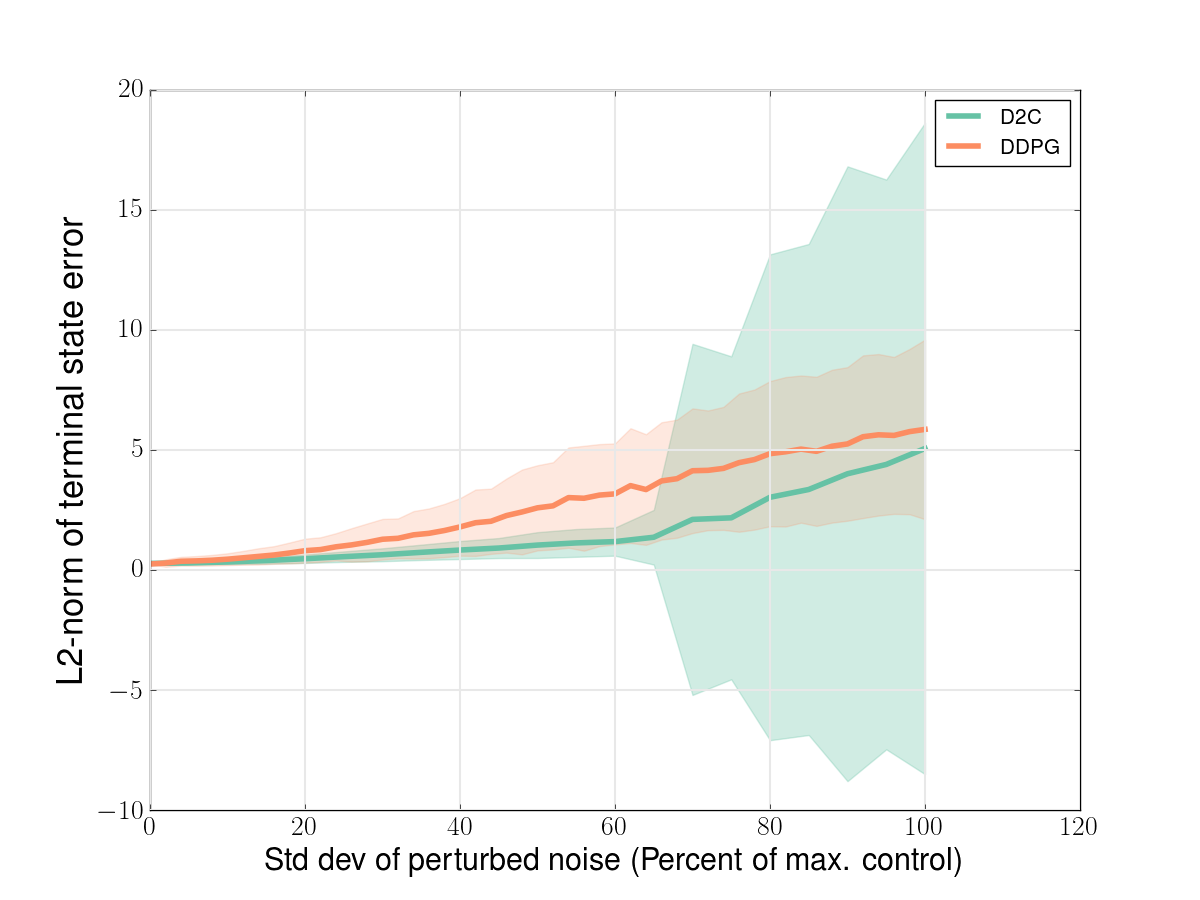 20
15
10
5
0
−5
−10
0 20 40 60 80 100 120
L2-norm of terminal state error
Std dev of perturbed noise (Percent of max. control)
D2C
DDPG